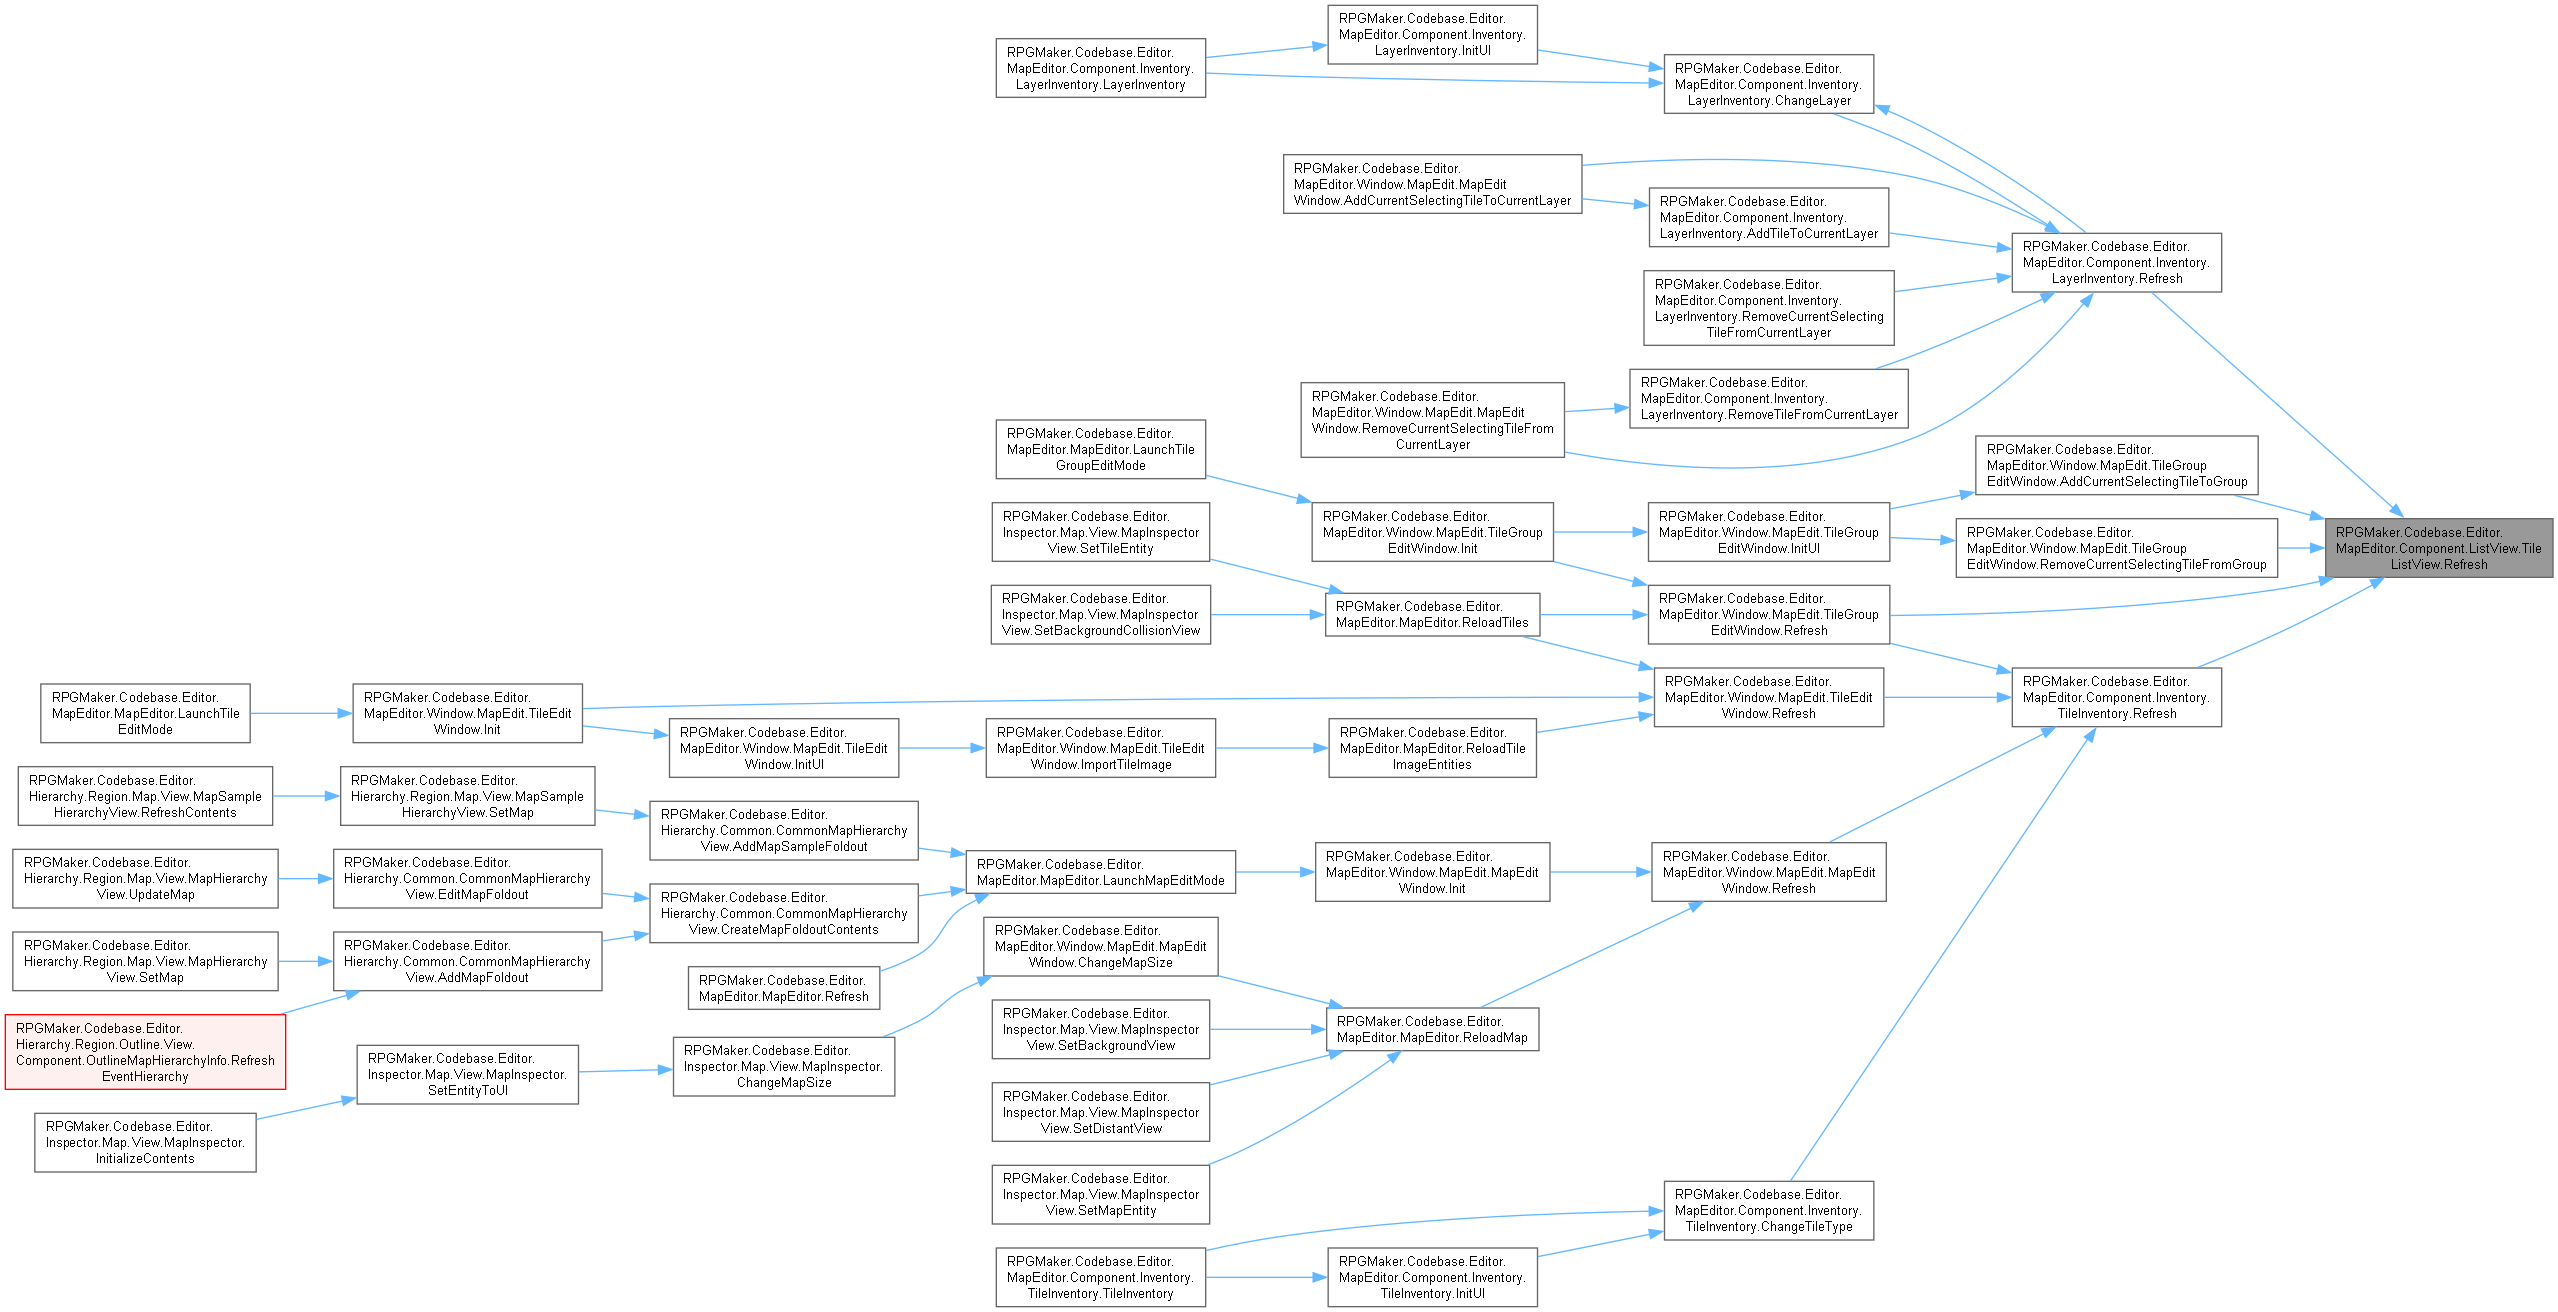 RPGMaker.Codebase.Editor.
MapEditor.Component.Inventory.
LayerInventory.InitUI
RPGMaker.Codebase.Editor.
MapEditor.Component.Inventory.
LayerInventory.LayerInventory
RPGMaker.Codebase.Editor.
MapEditor.Component.Inventory.
LayerInventory.ChangeLayer
RPGMaker.Codebase.Editor.
MapEditor.Window.MapEdit.MapEdit
Window.AddCurrentSelectingTileToCurrentLayer
RPGMaker.Codebase.Editor.
MapEditor.Component.Inventory.
LayerInventory.AddTileToCurrentLayer
RPGMaker.Codebase.Editor.
MapEditor.Component.Inventory.
LayerInventory.Refresh
RPGMaker.Codebase.Editor.
MapEditor.Component.Inventory.
LayerInventory.RemoveCurrentSelecting
TileFromCurrentLayer
RPGMaker.Codebase.Editor.
MapEditor.Component.Inventory.
LayerInventory.RemoveTileFromCurrentLayer
RPGMaker.Codebase.Editor.
MapEditor.Window.MapEdit.MapEdit
Window.RemoveCurrentSelectingTileFrom
CurrentLayer
RPGMaker.Codebase.Editor.
MapEditor.MapEditor.LaunchTile
GroupEditMode
RPGMaker.Codebase.Editor.
MapEditor.Window.MapEdit.TileGroup
EditWindow.AddCurrentSelectingTileToGroup
RPGMaker.Codebase.Editor.
Inspector.Map.View.MapInspector
View.SetTileEntity
RPGMaker.Codebase.Editor.
MapEditor.Window.MapEdit.TileGroup
EditWindow.Init
RPGMaker.Codebase.Editor.
MapEditor.Window.MapEdit.TileGroup
EditWindow.InitUI
RPGMaker.Codebase.Editor.
MapEditor.Window.MapEdit.TileGroup
EditWindow.RemoveCurrentSelectingTileFromGroup
RPGMaker.Codebase.Editor.
MapEditor.Component.ListView.Tile
ListView.Refresh
RPGMaker.Codebase.Editor.
Inspector.Map.View.MapInspector
View.SetBackgroundCollisionView
RPGMaker.Codebase.Editor.
MapEditor.MapEditor.ReloadTiles
RPGMaker.Codebase.Editor.
MapEditor.Window.MapEdit.TileGroup
EditWindow.Refresh
RPGMaker.Codebase.Editor.
MapEditor.MapEditor.LaunchTile
EditMode
RPGMaker.Codebase.Editor.
MapEditor.Window.MapEdit.TileEdit
Window.Init
RPGMaker.Codebase.Editor.
MapEditor.Window.MapEdit.TileEdit
Window.Refresh
RPGMaker.Codebase.Editor.
MapEditor.Component.Inventory.
TileInventory.Refresh
RPGMaker.Codebase.Editor.
MapEditor.Window.MapEdit.TileEdit
Window.InitUI
RPGMaker.Codebase.Editor.
MapEditor.Window.MapEdit.TileEdit
Window.ImportTileImage
RPGMaker.Codebase.Editor.
MapEditor.MapEditor.ReloadTile
ImageEntities
RPGMaker.Codebase.Editor.
Hierarchy.Region.Map.View.MapSample
HierarchyView.RefreshContents
RPGMaker.Codebase.Editor.
Hierarchy.Region.Map.View.MapSample
HierarchyView.SetMap
RPGMaker.Codebase.Editor.
Hierarchy.Common.CommonMapHierarchy
View.AddMapSampleFoldout
RPGMaker.Codebase.Editor.
Hierarchy.Region.Map.View.MapHierarchy
View.UpdateMap
RPGMaker.Codebase.Editor.
Hierarchy.Common.CommonMapHierarchy
View.EditMapFoldout
RPGMaker.Codebase.Editor.
MapEditor.MapEditor.LaunchMapEditMode
RPGMaker.Codebase.Editor.
MapEditor.Window.MapEdit.MapEdit
Window.Init
RPGMaker.Codebase.Editor.
MapEditor.Window.MapEdit.MapEdit
Window.Refresh
RPGMaker.Codebase.Editor.
Hierarchy.Common.CommonMapHierarchy
View.CreateMapFoldoutContents
RPGMaker.Codebase.Editor.
Hierarchy.Region.Map.View.MapHierarchy
View.SetMap
RPGMaker.Codebase.Editor.
Hierarchy.Common.CommonMapHierarchy
View.AddMapFoldout
RPGMaker.Codebase.Editor.
MapEditor.Window.MapEdit.MapEdit
Window.ChangeMapSize
RPGMaker.Codebase.Editor.
MapEditor.MapEditor.Refresh
RPGMaker.Codebase.Editor.
Hierarchy.Region.Outline.View.
Component.OutlineMapHierarchyInfo.Refresh
EventHierarchy
RPGMaker.Codebase.Editor.
Inspector.Map.View.MapInspector
View.SetBackgroundView
RPGMaker.Codebase.Editor.
MapEditor.MapEditor.ReloadMap
RPGMaker.Codebase.Editor.
Inspector.Map.View.MapInspector.
SetEntityToUI
RPGMaker.Codebase.Editor.
Inspector.Map.View.MapInspector.
ChangeMapSize
RPGMaker.Codebase.Editor.
Inspector.Map.View.MapInspector
View.SetDistantView
RPGMaker.Codebase.Editor.
Inspector.Map.View.MapInspector.
InitializeContents
RPGMaker.Codebase.Editor.
Inspector.Map.View.MapInspector
View.SetMapEntity
RPGMaker.Codebase.Editor.
MapEditor.Component.Inventory.
TileInventory.ChangeTileType
RPGMaker.Codebase.Editor.
MapEditor.Component.Inventory.
TileInventory.TileInventory
RPGMaker.Codebase.Editor.
MapEditor.Component.Inventory.
TileInventory.InitUI